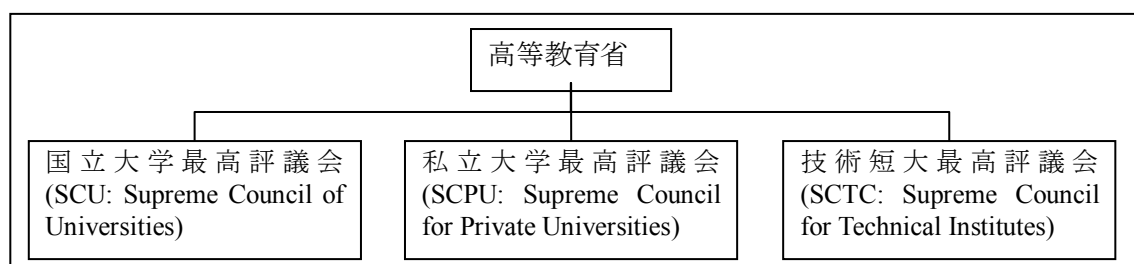 高等教育省
国立大学最高評議会
(SCU: Supreme Council of
Universities)
私立大学最高評議会
(SCPU: Supreme Council
for Private Universities)
技術短大最高評議会
(SCTC: Supreme Council
for Technical Institutes)